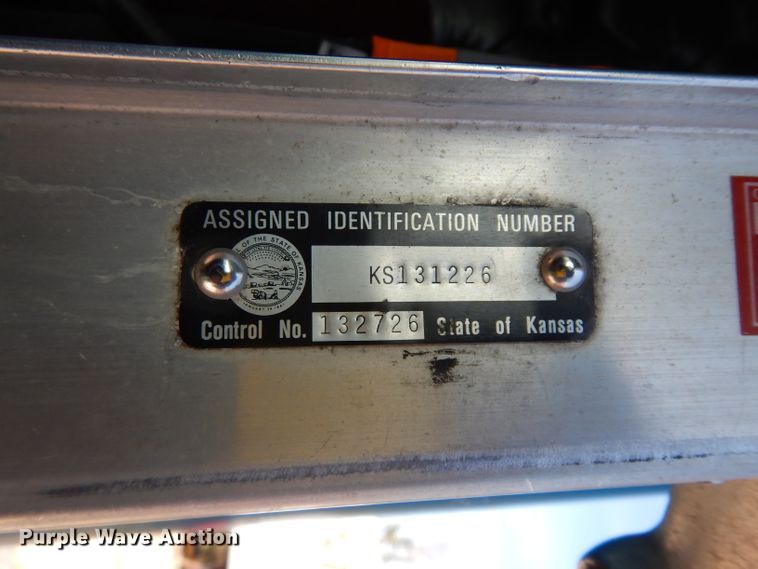 ASSIGNED IDENTIFICATION NUMBER
KS131226
Control No. 132726 State of Kansas
Purple Wave Auction